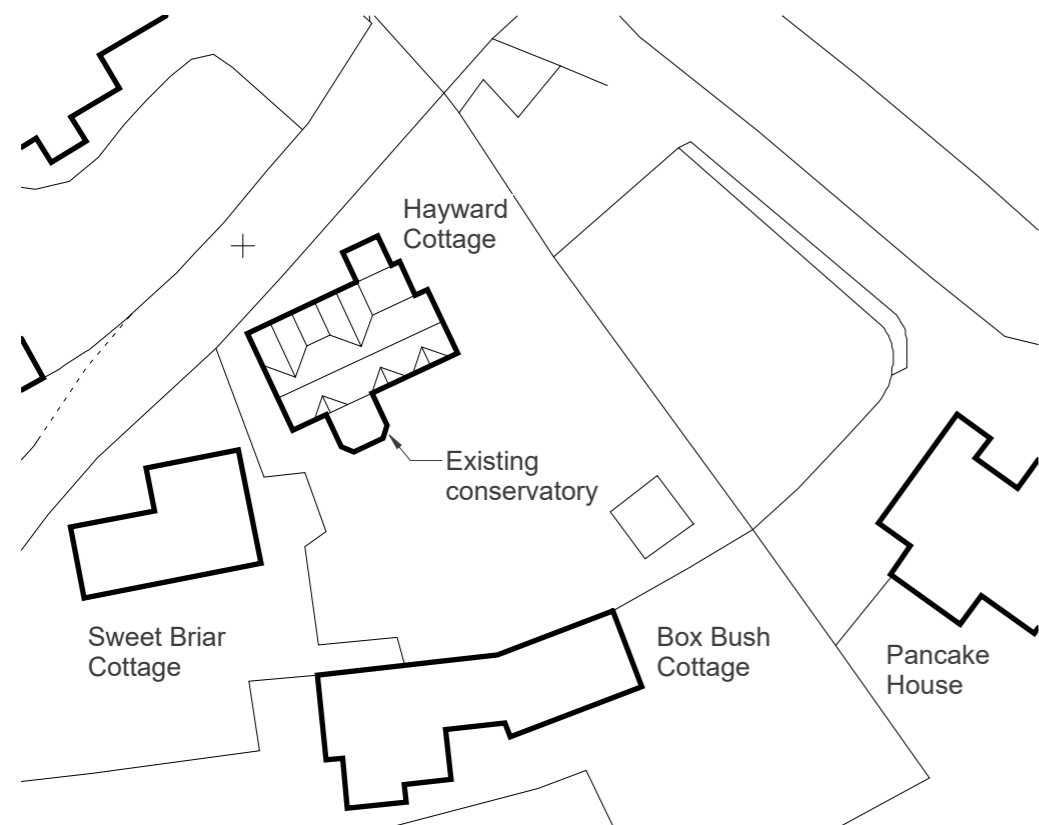 Hayward
Cottage
Existing
conservatory
Sweet Briar
Cottage
Box Bush
Cottage
Pancake
House